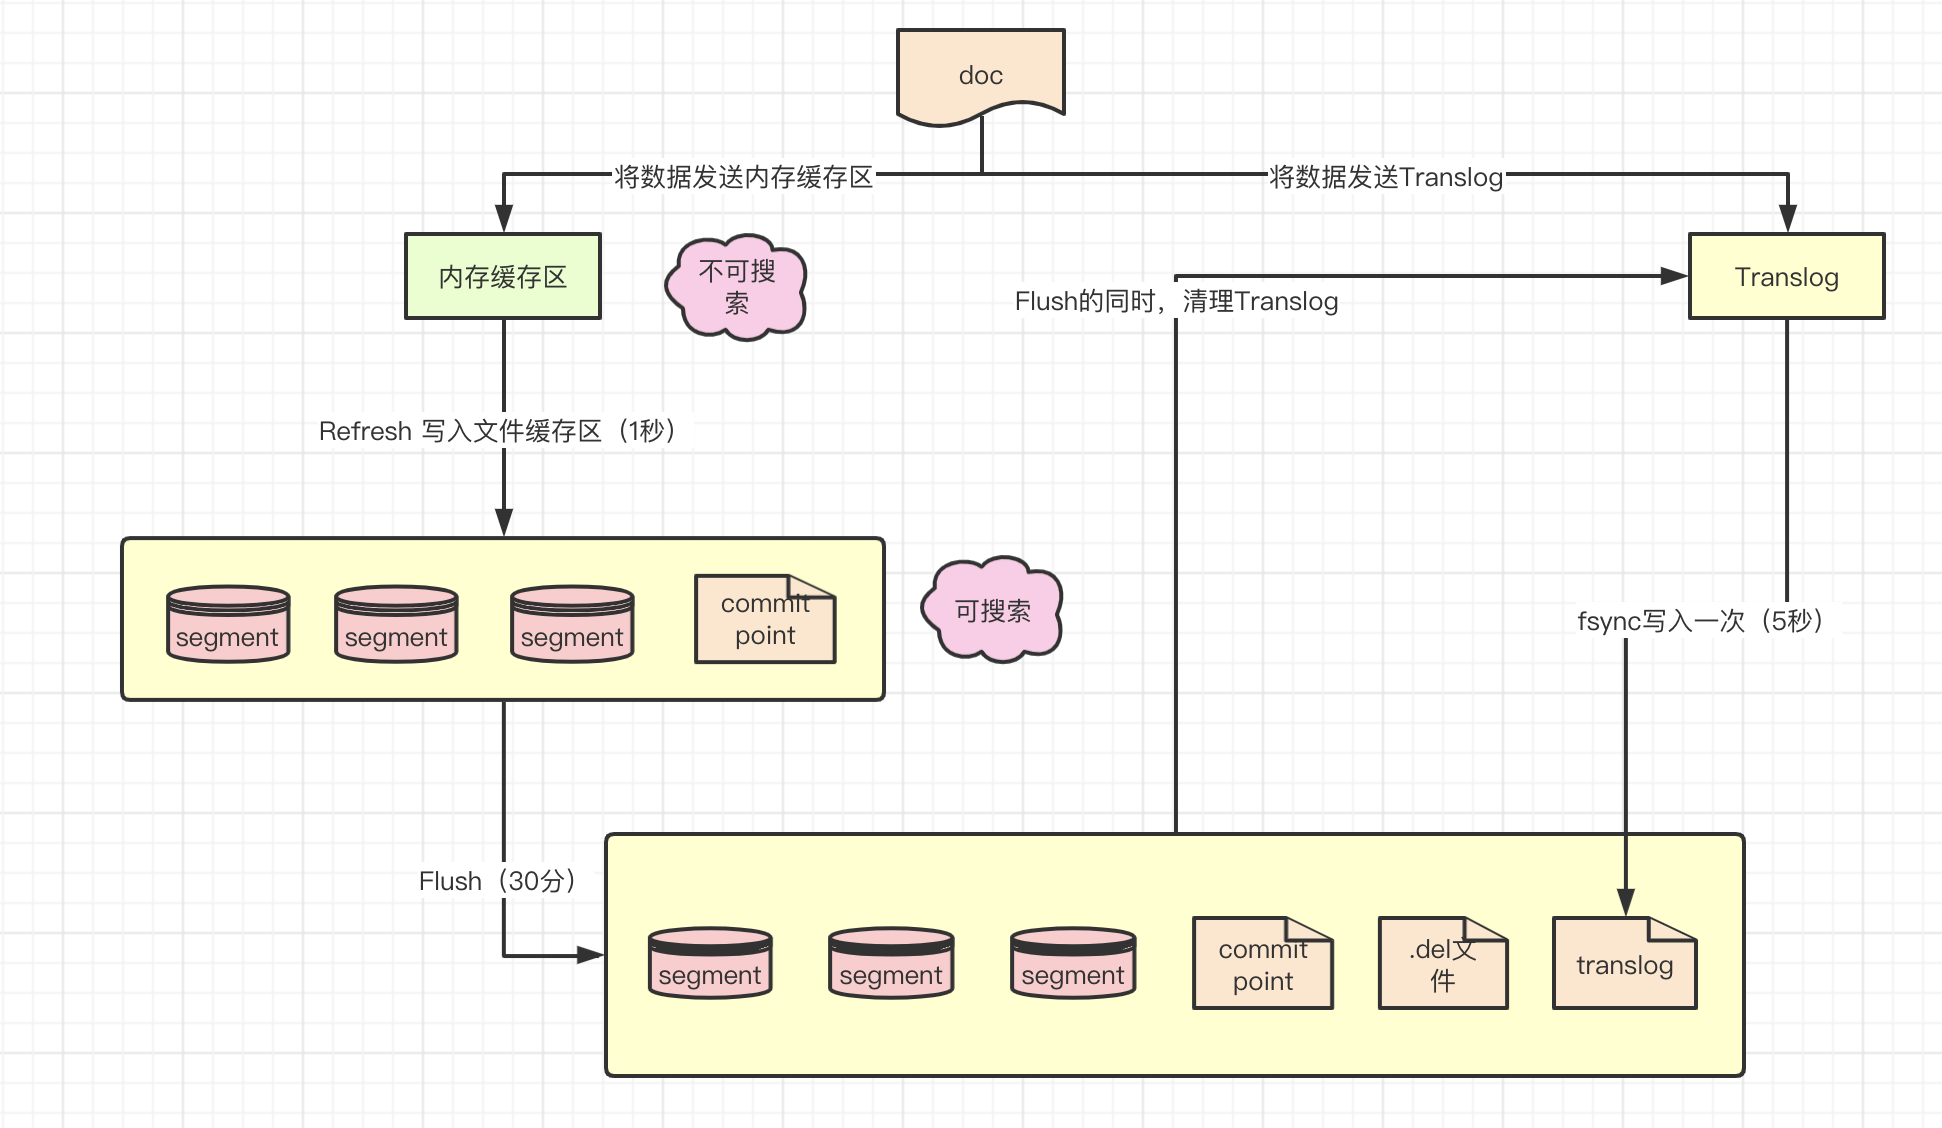 doc
将数据发送内存缓存区
将数据发送Translog
内存缓存区
不可搜
索
Translog
Flush的同时，清理Translog
Refresh 写入文件缓存区（1秒）
segment
segment
segment
commit
point
可搜索
fsync写入一次（5秒）
Flush（30分）
segment
segment
segment
commit
point
.del文
件
translog